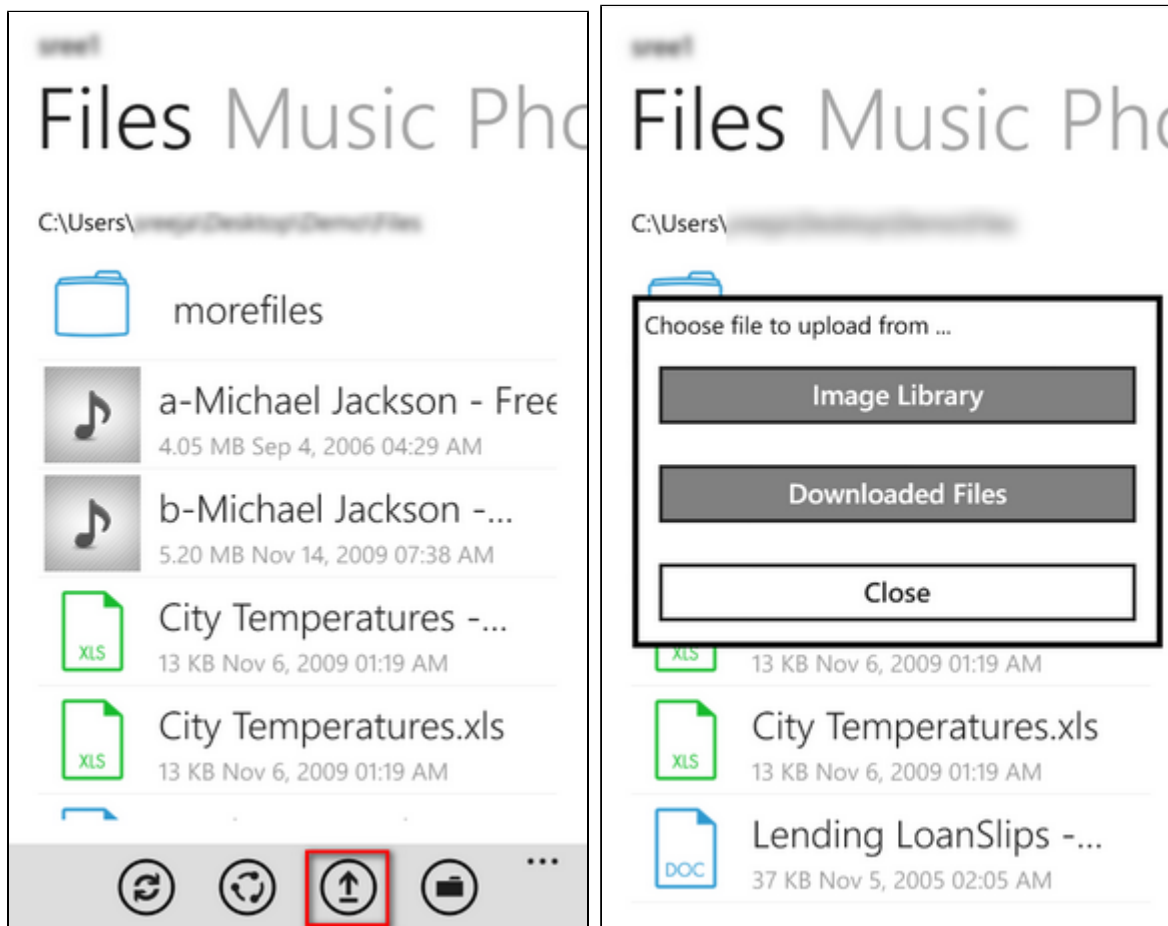 Files Music Pho
C:\Users\
morefiles
a-Michael Jackson - Free
4.05 MB Sep 4, 2006 04:29 AM
b-Michael Jackson -...
5.20 MB Nov 14, 2009 07:38 AM
XLS
City Temperatures -...
13 KB Nov 6, 2009 01:19 AM
XLS
City Temperatures.xls
13 KB Nov 6, 2009 01:19 AM
Files Music Pho
C:\Users\
Choose file to upload from ...
Image Library
Downloaded Files
Close
XLS
13 KB Nov 6, 2009 01:19 AM
XLS
City Temperatures.xls
13 KB Nov 6, 2009 01:19 AM
DOC
Lending LoanSlips -...
37 KB Nov 5, 2005 02:05 AM